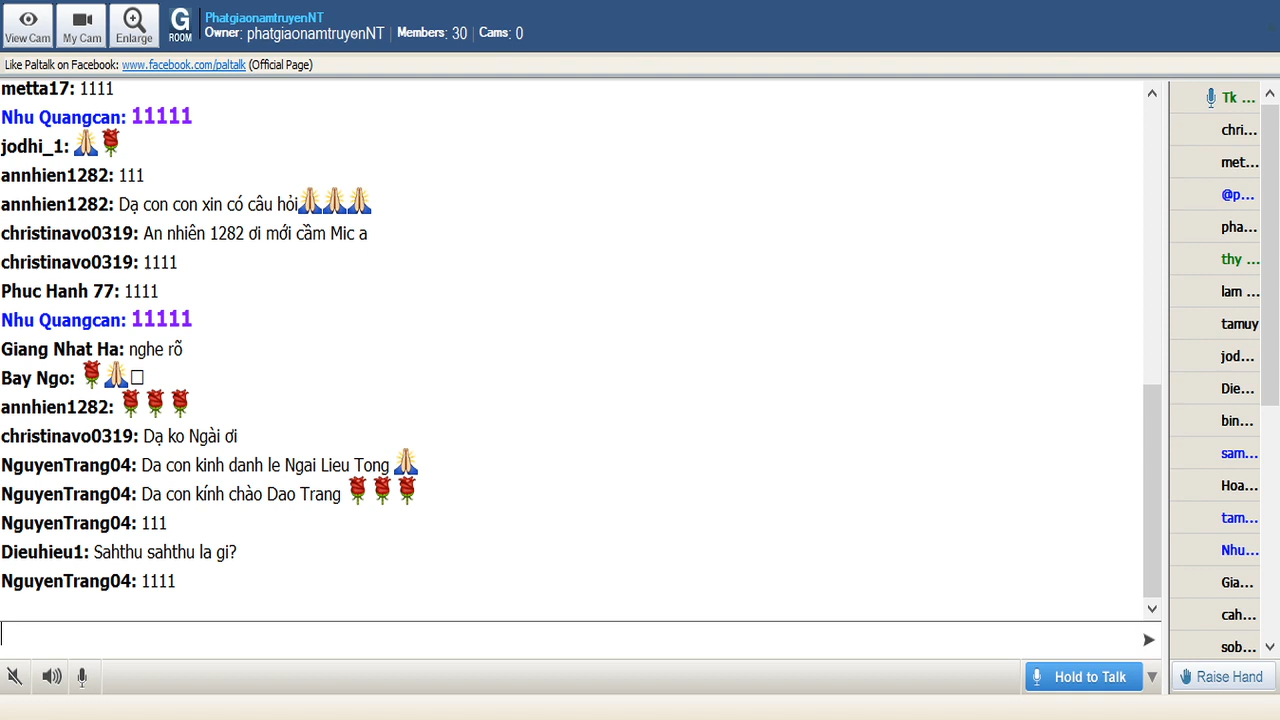 View Cam
My Cam
Enlarge
G
ROOM
PhatgiaonamtruyenNT
Owner: phatgiaonamtruyenNT | Members: 30 | Cams: 0
Like Paltalk on Facebook: www.facebook.com/paltalk (Official Page)
metta17: 1111
Nhu Quangcan: 11111
jodhi_1: 🙏🌹
annhien1282: 111
annhien1282: Dạ con con xin có câu hỏi🙏🙏🙏
christinavo0319: An nhiên 1282 ơi mới cầm Mic a
christinavo0319: 1111
Phuc Hanh 77: 1111
Nhu Quangcan: 11111
Giang Nhat Ha: nghe rõ
Bay Ngo: 🌹🙏□
annhien1282: 🌹🌹🌹
christinavo0319: Dạ ko Ngài ơi
NguyenTrang04: Da con kinh danh le Ngai Lieu Tong 🙏
NguyenTrang04: Da con kính chào Dao Trang 🌹🌹🌹
NguyenTrang04: 111
Dieuhieu1: Sahthu sahthu la gi?
NguyenTrang04: 1111
Tk ...
chri...
met...
@p...
pha...
thy ...
lam ...
tamuy
jod...
Die...
bin...
sam...
Hoa...
tam...
Nhu...
Gia...
cah...
sob...
Hold to Talk
Raise Hand